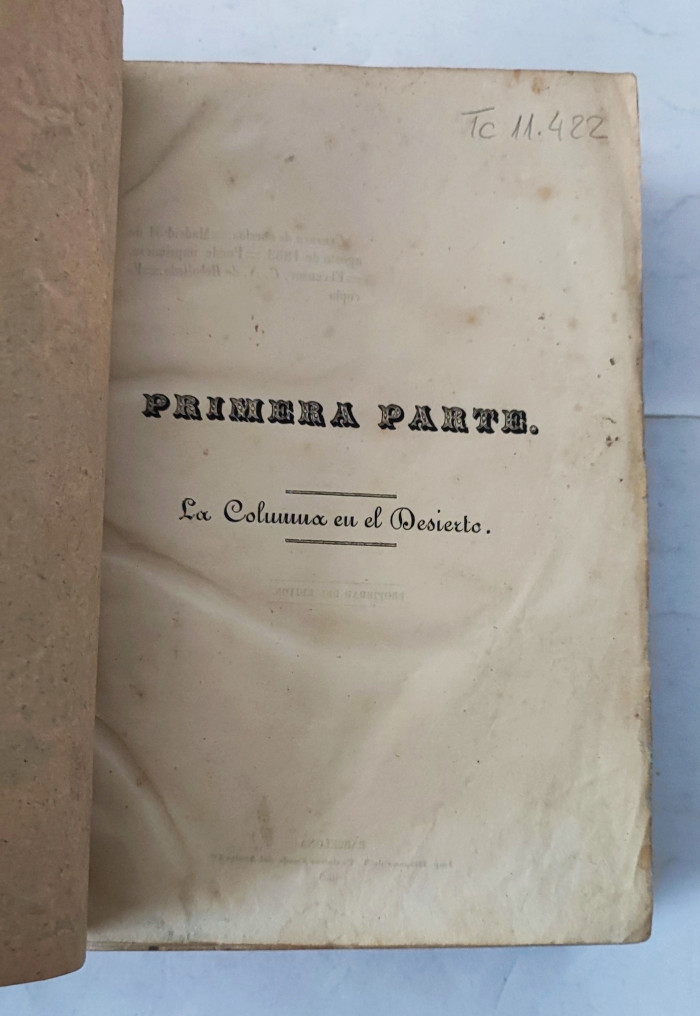 Tc 11.422
PRIMERA PARTE.
La Columna en el Desierto.